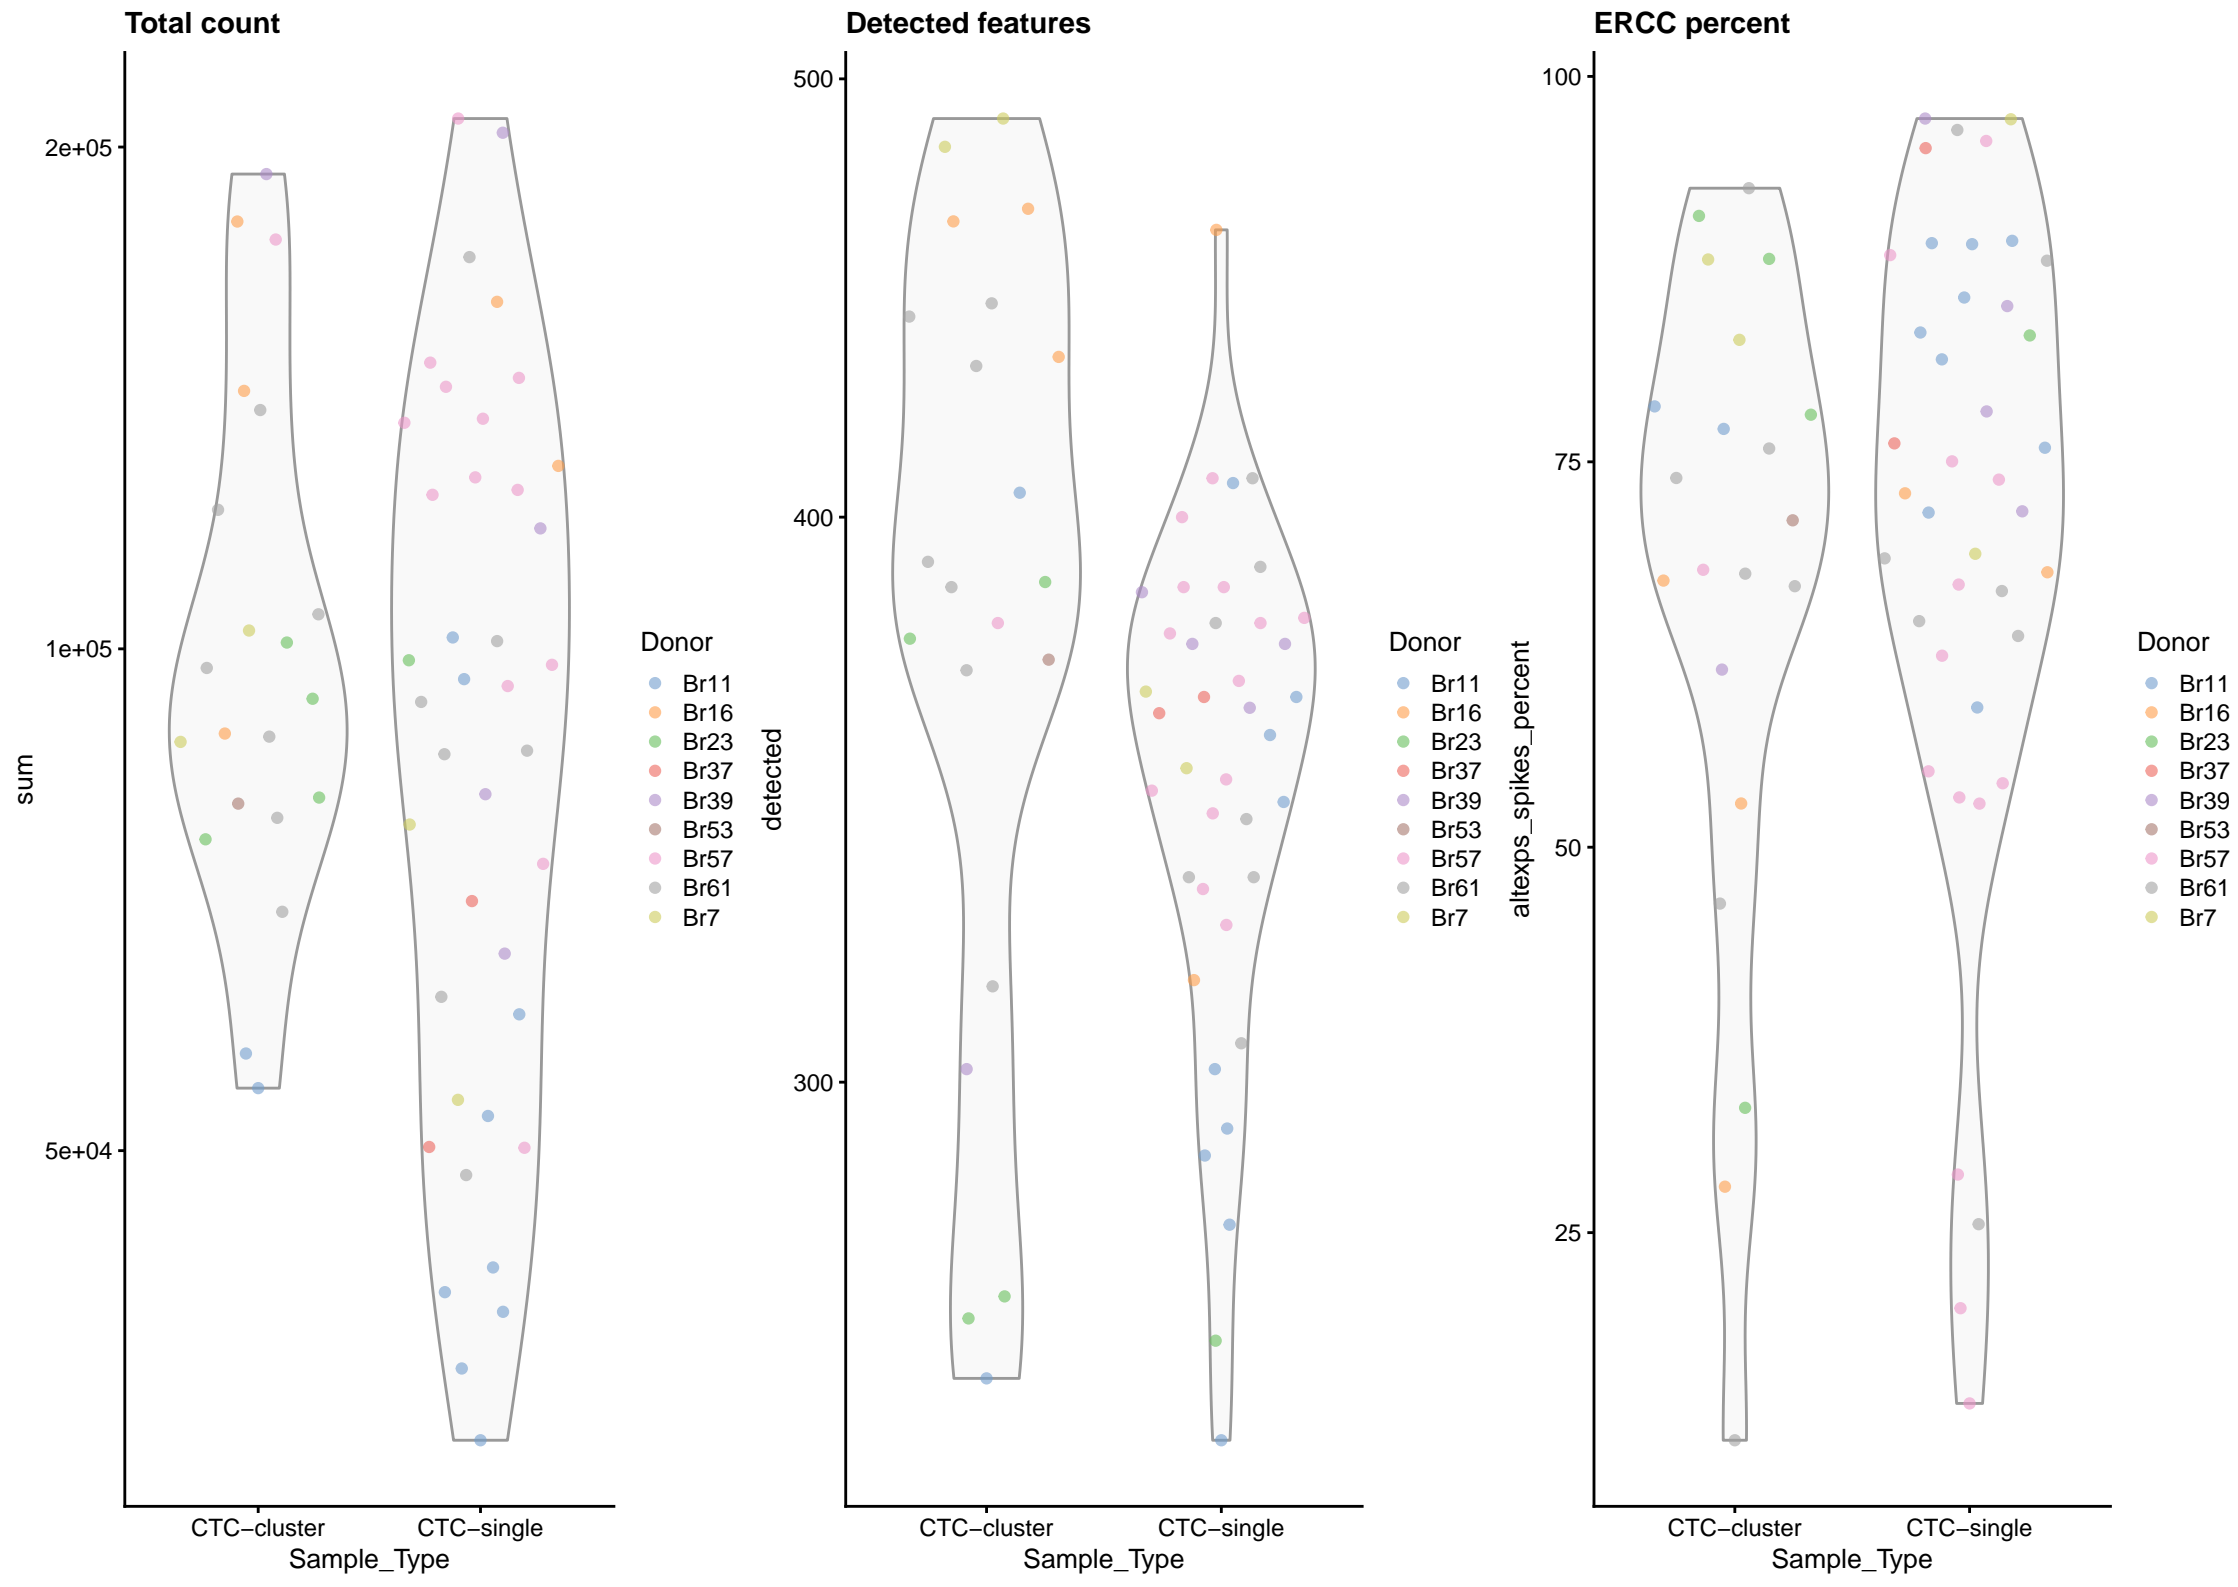 Total count
sum
2e+05
1e+05
5e+04
CTC−cluster
CTC−single
Sample_Type
Donor
Br11
Br16
Br23
Br37
Br39
Br53
Br57
Br61
Br7
Detected features
detected
500
400
300
CTC−cluster
CTC−single
Sample_Type
Donor
Br11
Br16
Br23
Br37
Br39
Br53
Br57
Br61
Br7
ERCC percent
altexps_spikes_percent
100
75
50
25
CTC−cluster
CTC−single
Sample_Type
Donor
Br11
Br16
Br23
Br37
Br39
Br53
Br57
Br61
Br7